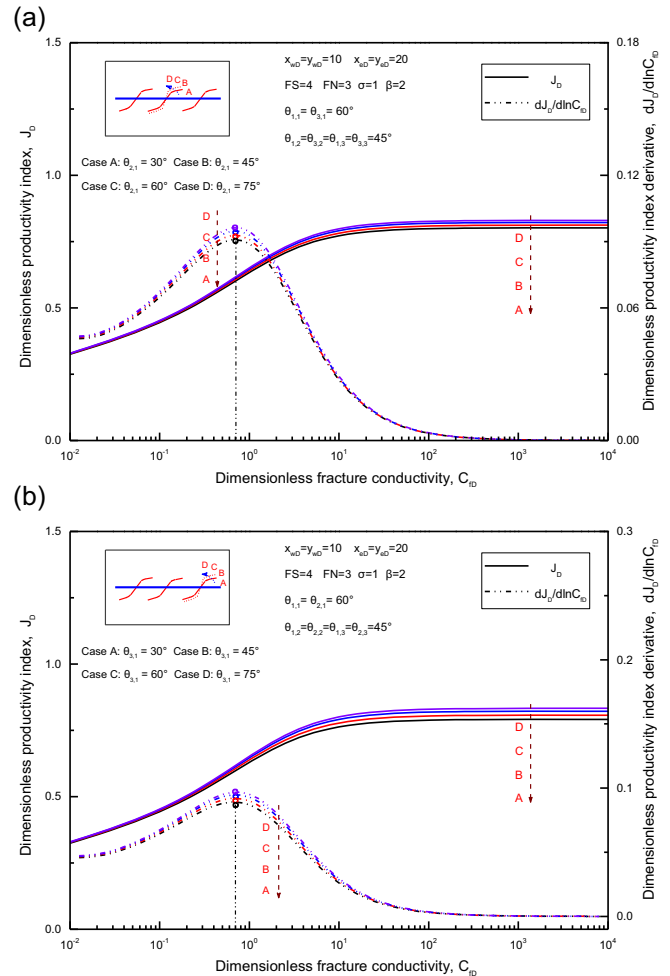 (a)
1.5
1.0
0.5
0.0
Dimensionless productivity index, J_D
0.18
0.12
0.06
0.00
Dimensionless productivity index derivative, dJ_D/dlnC_fD
D C B
A
x_wD=y_wD=10 x_eD=y_eD=20
FS=4 FN=3 σ=1 β=2
θ_1,1= θ_3,1= 60°
θ_1,2=θ_3,2=θ_1,3=θ_3,3=45°
J_D
dJ_D/dlnC_fD
Case A: θ_2,1 = 30° Case B: θ_2,1 = 45°
Case C: θ_2,1 = 60° Case D: θ_2,1 = 75°
D
C
B
A
D
C
B
A
10^-2 10^-1 10^0 10^1 10^2 10^3 10^4
Dimensionless fracture conductivity, C_fD
(b)
1.5
1.0
0.5
0.0
Dimensionless productivity index, J_D
0.3
0.2
0.1
0.0
Dimensionless productivity index derivative, dJ_D/dlnC_fD
D C B
A
x_wD=y_wD=10 x_eD=y_eD=20
FS=4 FN=3 σ=1 β=2
θ_1,1= θ_2,1= 60°
θ_1,2=θ_2,2=θ_1,3=θ_2,3=45°
J_D
dJ_D/dlnC_fD
Case A: θ_3,1 = 30° Case B: θ_3,1 = 45°
Case C: θ_3,1 = 60° Case D: θ_3,1 = 75°
D
C
B
A
D
C
B
A
10^-2 10^-1 10^0 10^1 10^2 10^3 10^4
Dimensionless fracture conductivity, C_fD